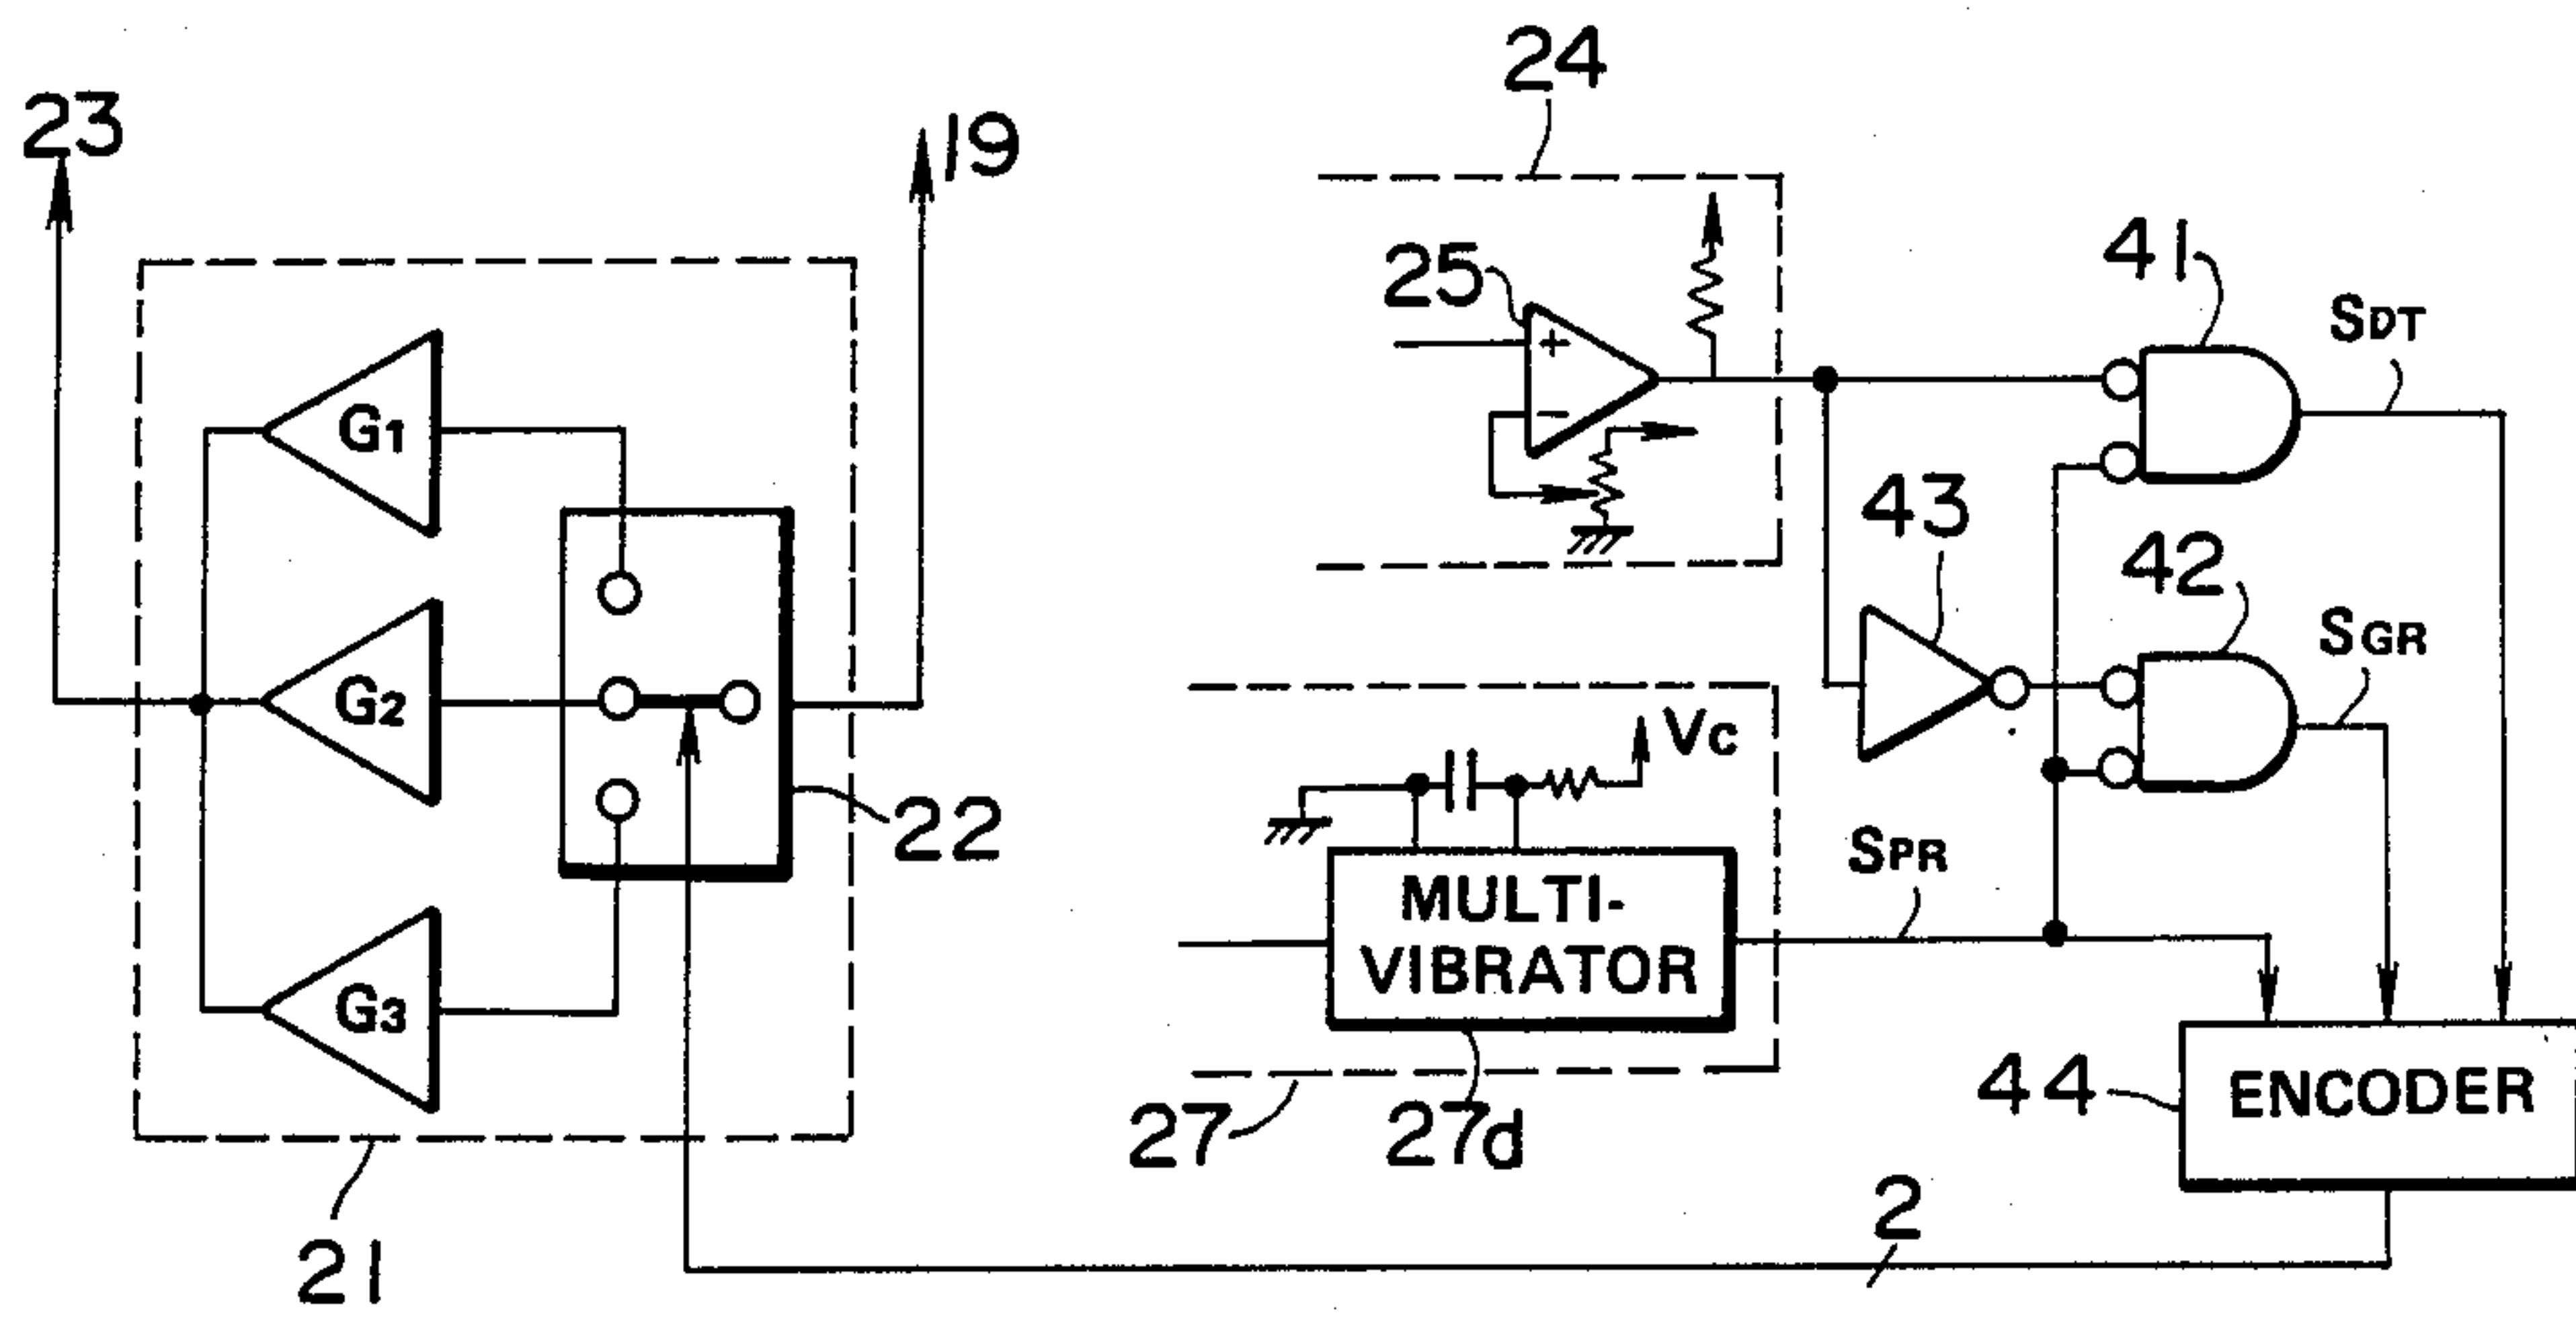 24
23
19
41
25
SDT
+
−
G1
43
42
SGR
G2
VC
22
SPR
MULTI-
VIBRATOR
G3
44
ENCODER
27
27d
2
21